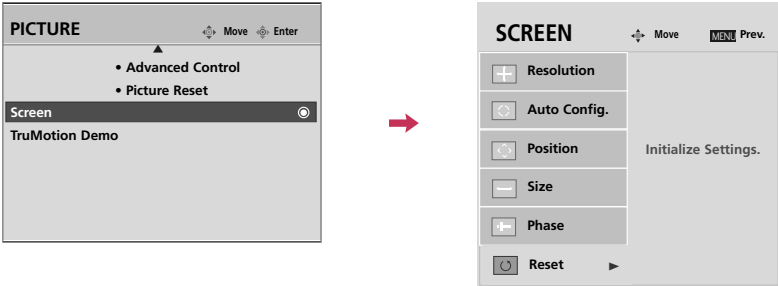 PICTURE Move Enter
• Advanced Control
• Picture Reset
Screen
TruMotion Demo
SCREEN Move MENU Prev.
Resolution
Auto Config.
Position
Initialize Settings.
Size
Phase
Reset